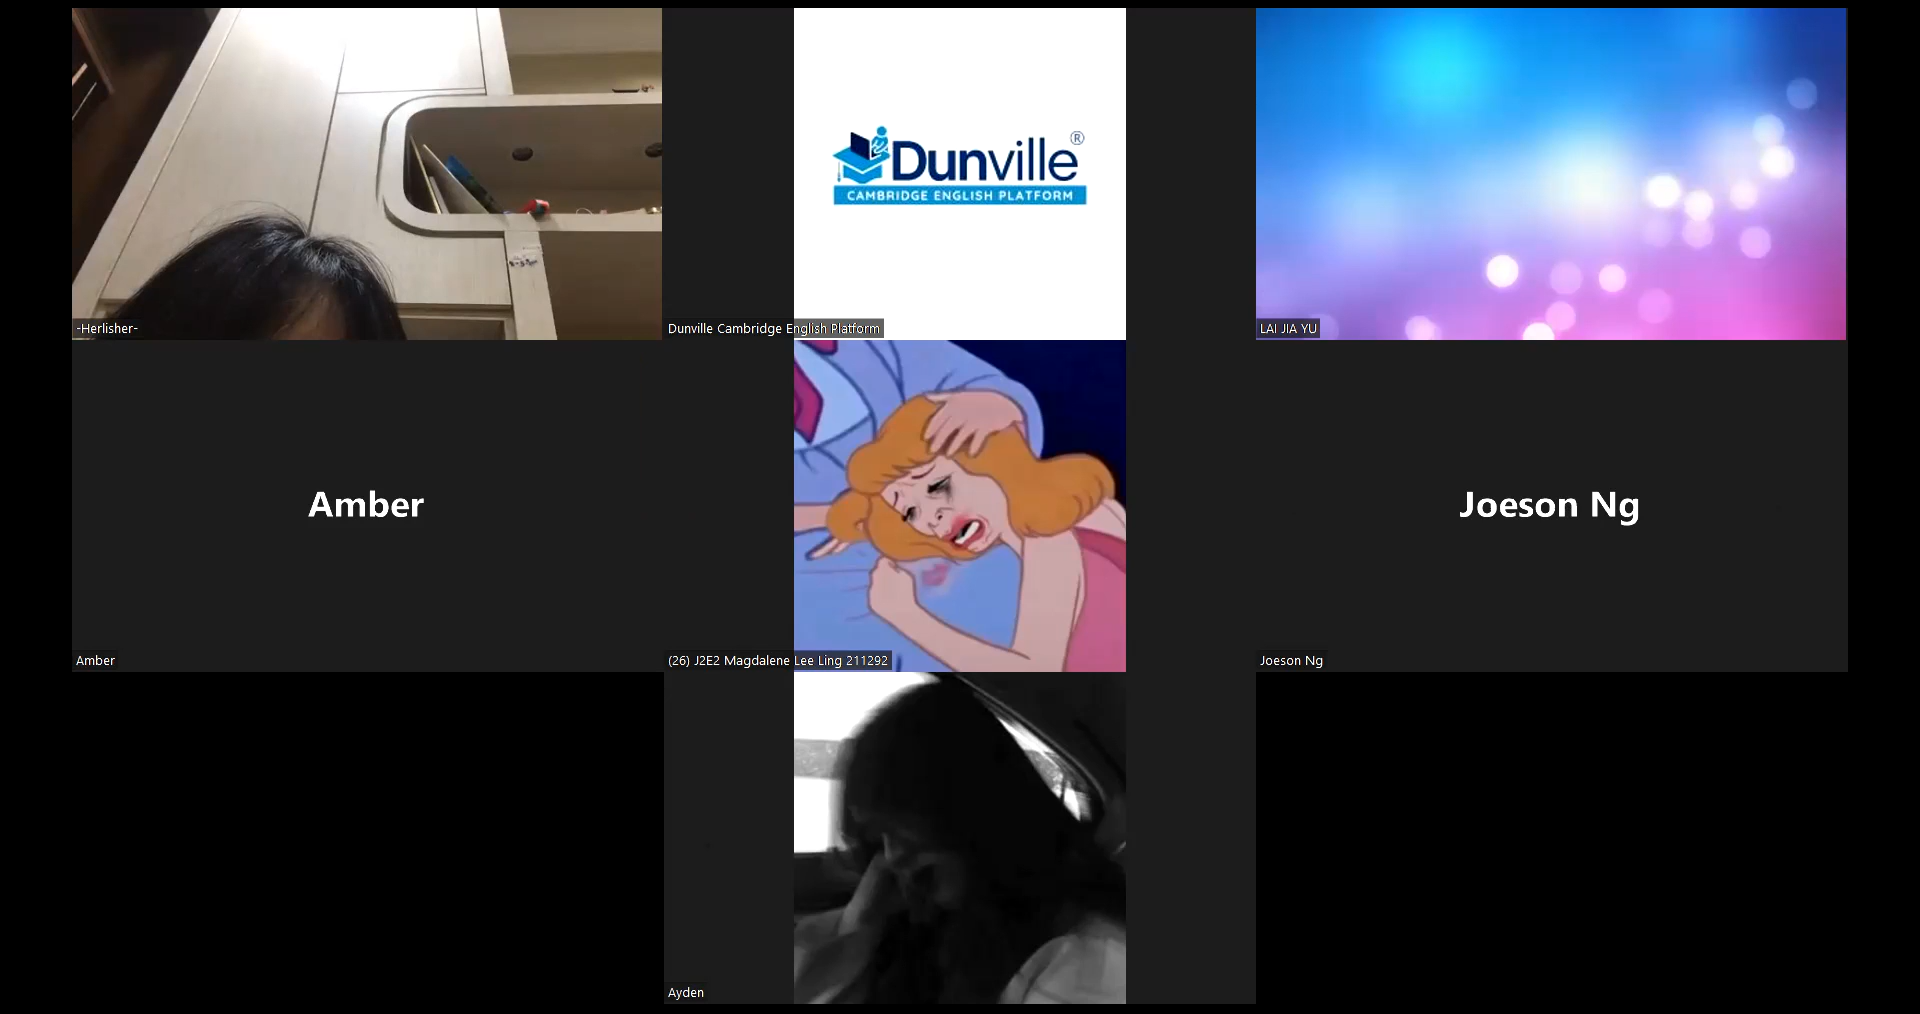 Dunville®
CAMBRIDGE ENGLISH PLATFORM
-Herlisher-
Dunville Cambridge English Platform
LAI JIA YU
Amber
Joeson Ng
Amber
(26) J2E2 Magdalene Lee Ling 211292
Joeson Ng
Ayden